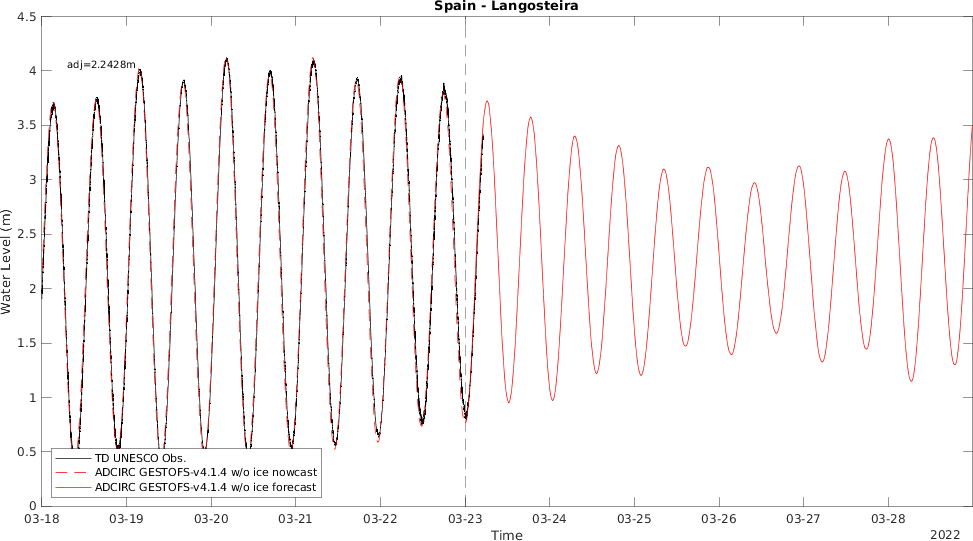 Spain - Langosteira
4.5
4
3.5
3
2.5
2
1.5
1
0.5
0
Water Level (m)
adj=2.2428m
TD UNESCO Obs.
ADCIRC GESTOFS-v4.1.4 w/o ice nowcast
ADCIRC GESTOFS-v4.1.4 w/o ice forecast
03-18 03-19 03-20 03-21 03-22 03-23 03-24 03-25 03-26 03-27 03-28
Time
2022